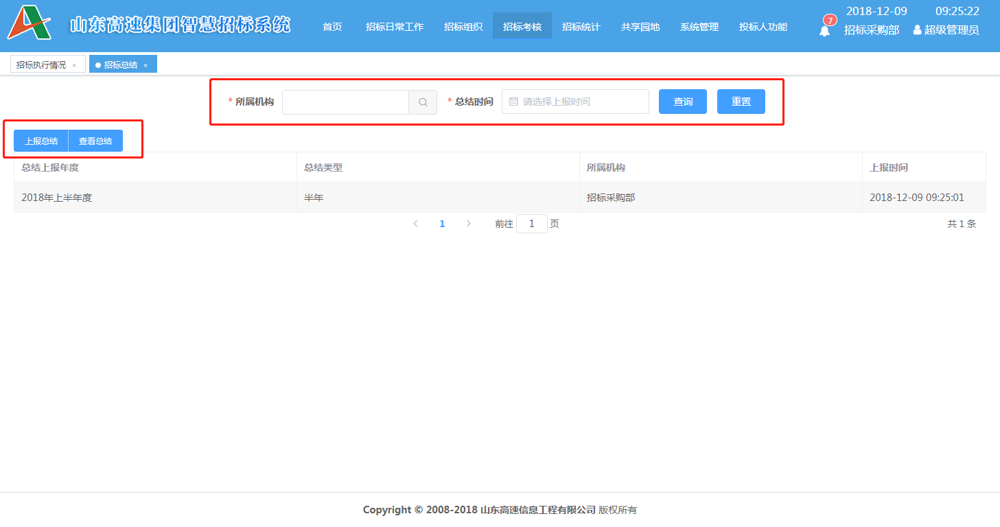 山东高速集团智慧招标系统
首页 招标日常工作 招标组织 招标考核 招标统计 共享园地 系统管理 投标人功能
7
2018-12-09 09:25:22
招标采购部 超级管理员
招标执行情况 ×
招标总结 ×
* 所属机构
* 总结时间 请选择上报时间
查询 重置
上报总结 查看总结
总结上报年度 总结类型 所属机构 上报时间
2018年上半年度 半年 招标采购部 2018-12-09 09:25:01
1 前往 1 页 共 1 条
Copyright © 2008-2018 山东高速信息工程有限公司 版权所有